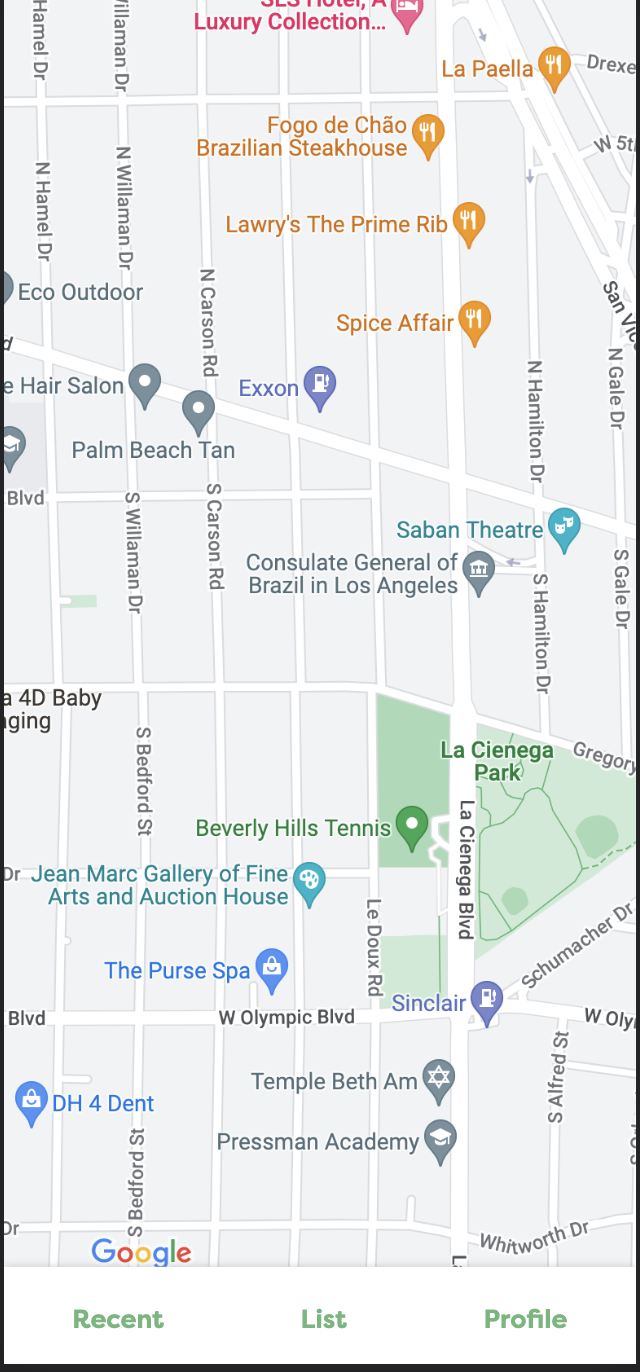 SLS Hotel, A
Luxury Collection...
N Hamel Dr
Willaman Dr
La Paella
Drexe
Fogo de Chão
Brazilian Steakhouse
W 5th
N Hamel Dr
N Willaman Dr
Lawry's The Prime Rib
N Carson Rd
Eco Outdoor
San Vic
Spice Affair
N Gale Dr
N Hamilton Dr
e Hair Salon
Exxon
Palm Beach Tan
Blvd
S Willaman Dr
S Carson Rd
Saban Theatre
Consulate General of
Brazil in Los Angeles
S Hamilton Dr
S Gale Dr
a 4D Baby
aging
S Bedford St
La Cienega
Park
Gregory
Beverly Hills Tennis
La Cienega Blvd
Dr
Jean Marc Gallery of Fine
Arts and Auction House
Le Doux Rd
Schumacher Dr
The Purse Spa
Sinclair
Blvd
W Olympic Blvd
W Olym
S Alfred St
Temple Beth Am
DH 4 Dent
Pressman Academy
S Bedford St
Dr
Whitworth Dr
Google
Recent
List
Profile